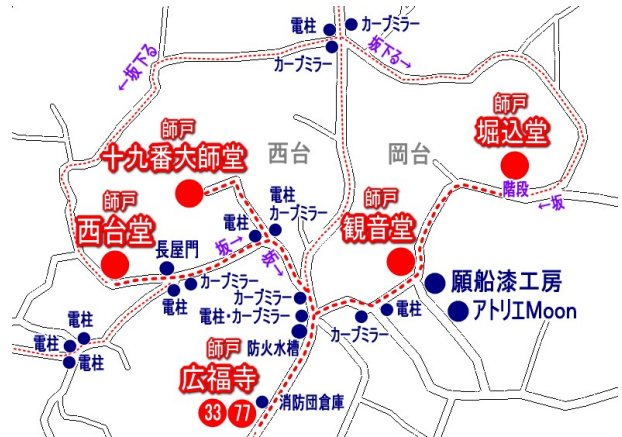 電柱
カーブミラー
カーブミラー
←坂下る
坂下る→
師戸
十九番大師堂
西台
岡台
師戸
堀込堂
階段
←坂
師戸
西台堂
長屋門
電柱
カーブミラー
坂→
坂→
師戸
観音堂
願船漆工房
アトリエMoon
電柱
カーブミラー
カーブミラー
電柱・カーブミラー
防火水槽
カーブミラー
電柱
電柱
電柱
電柱
師戸
広福寺
33
77
消防団倉庫